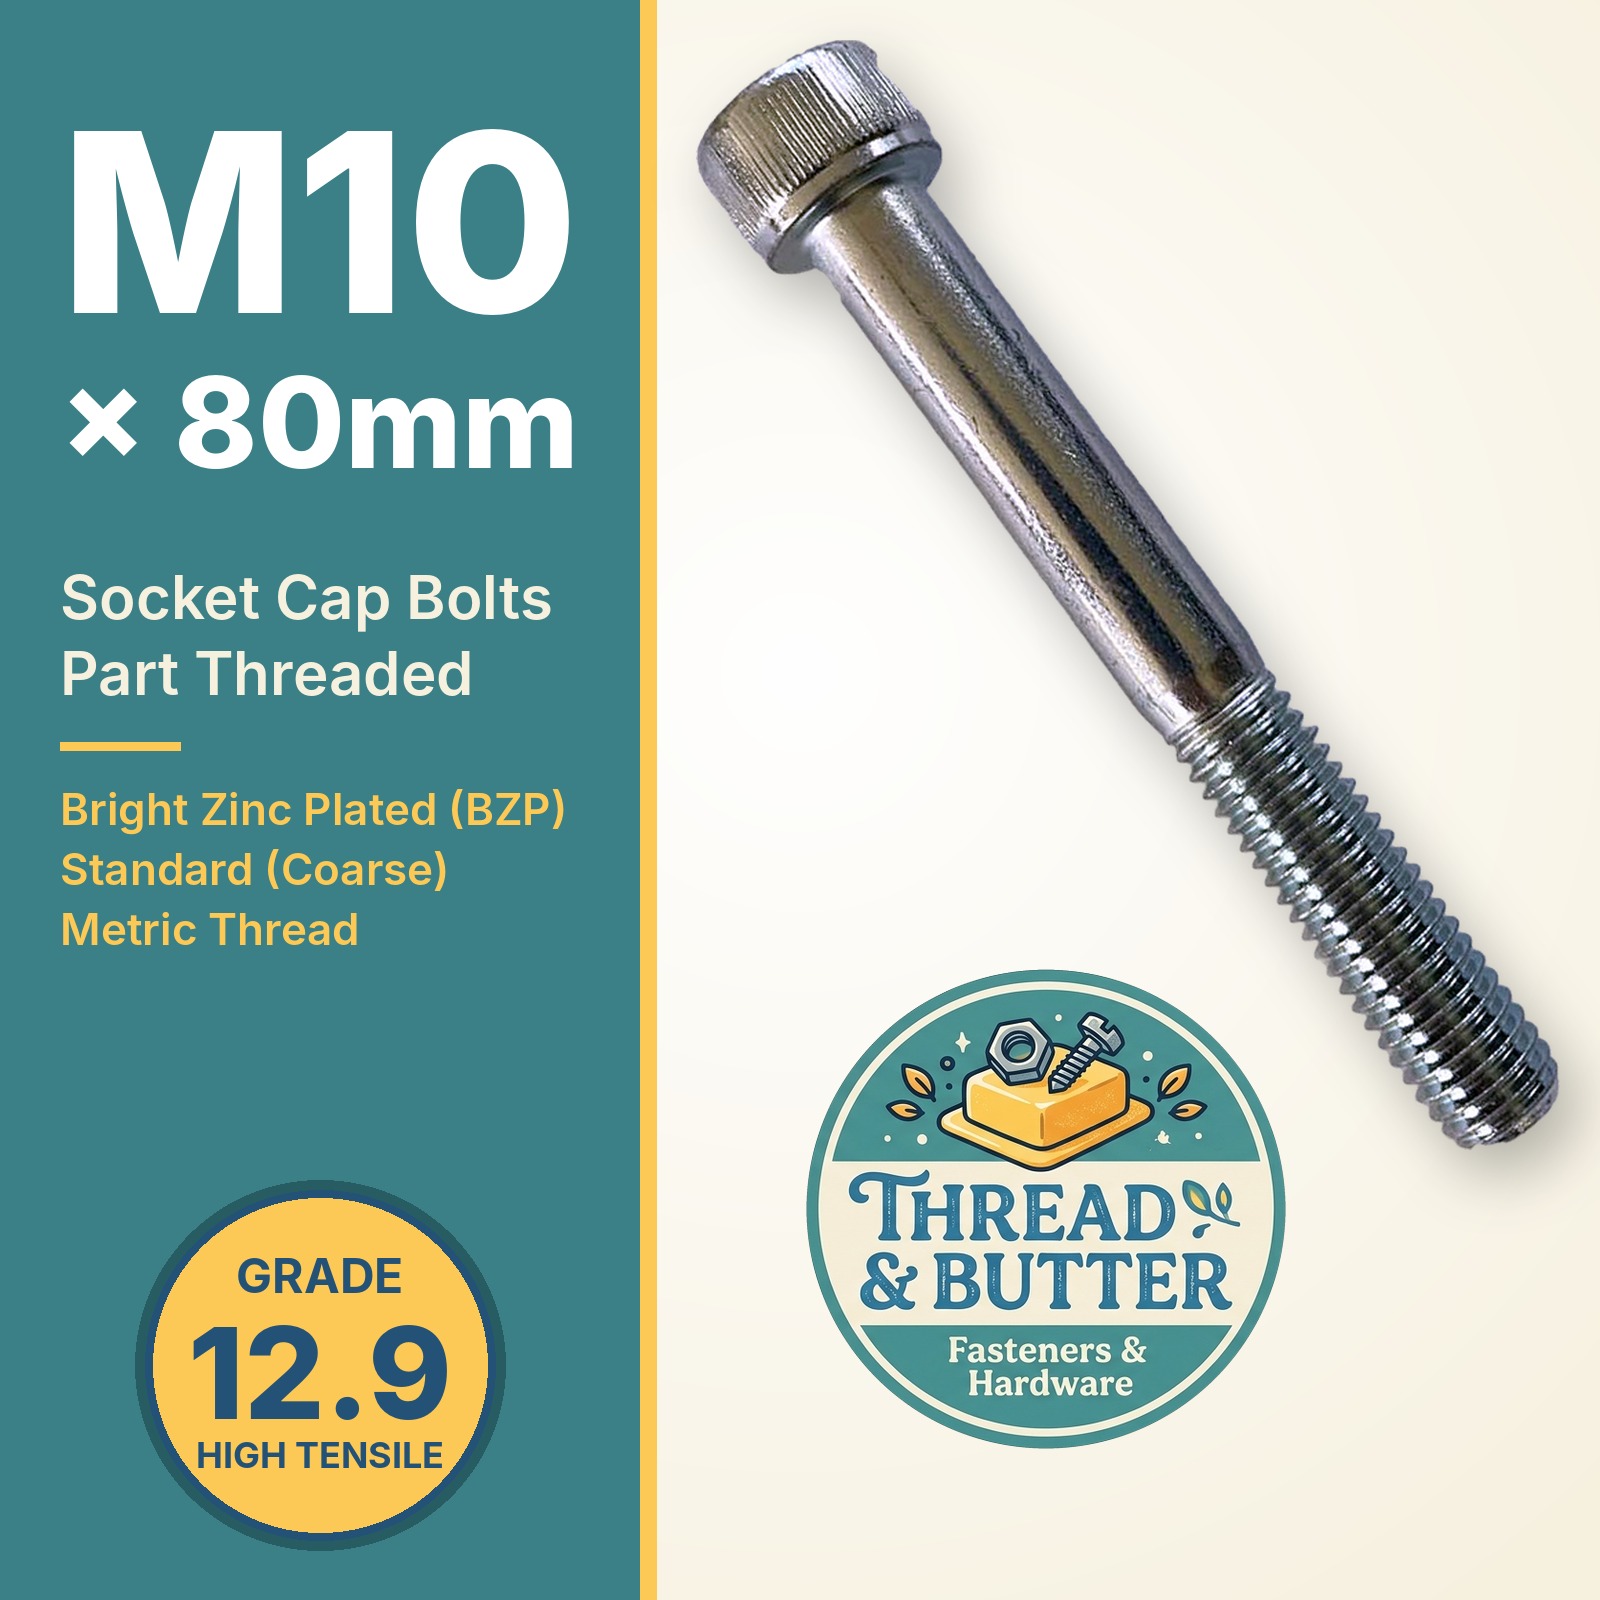 M10
× 80mm
Socket Cap Bolts
Part Threaded
Bright Zinc Plated (BZP)
Standard (Coarse)
Metric Thread
GRADE
12.9
HIGH TENSILE
THREAD
& BUTTER
Fasteners &
Hardware